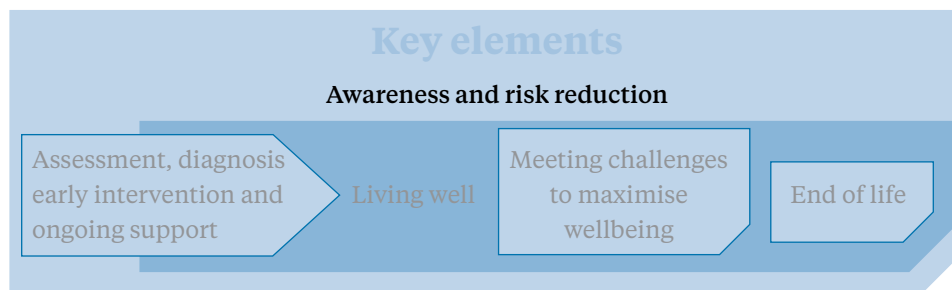 Key elements
Awareness and risk reduction
Assessment, diagnosis
early intervention and
ongoing support
Living well
Meeting challenges
to maximise
wellbeing
End of life